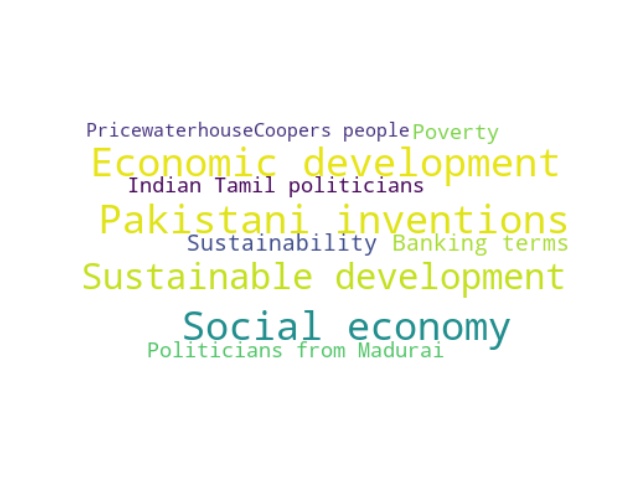 PricewaterhouseCoopers people Poverty
Economic development
Indian Tamil politicians
Pakistani inventions
Sustainability Banking terms
Sustainable development
Social economy
Politicians from Madurai